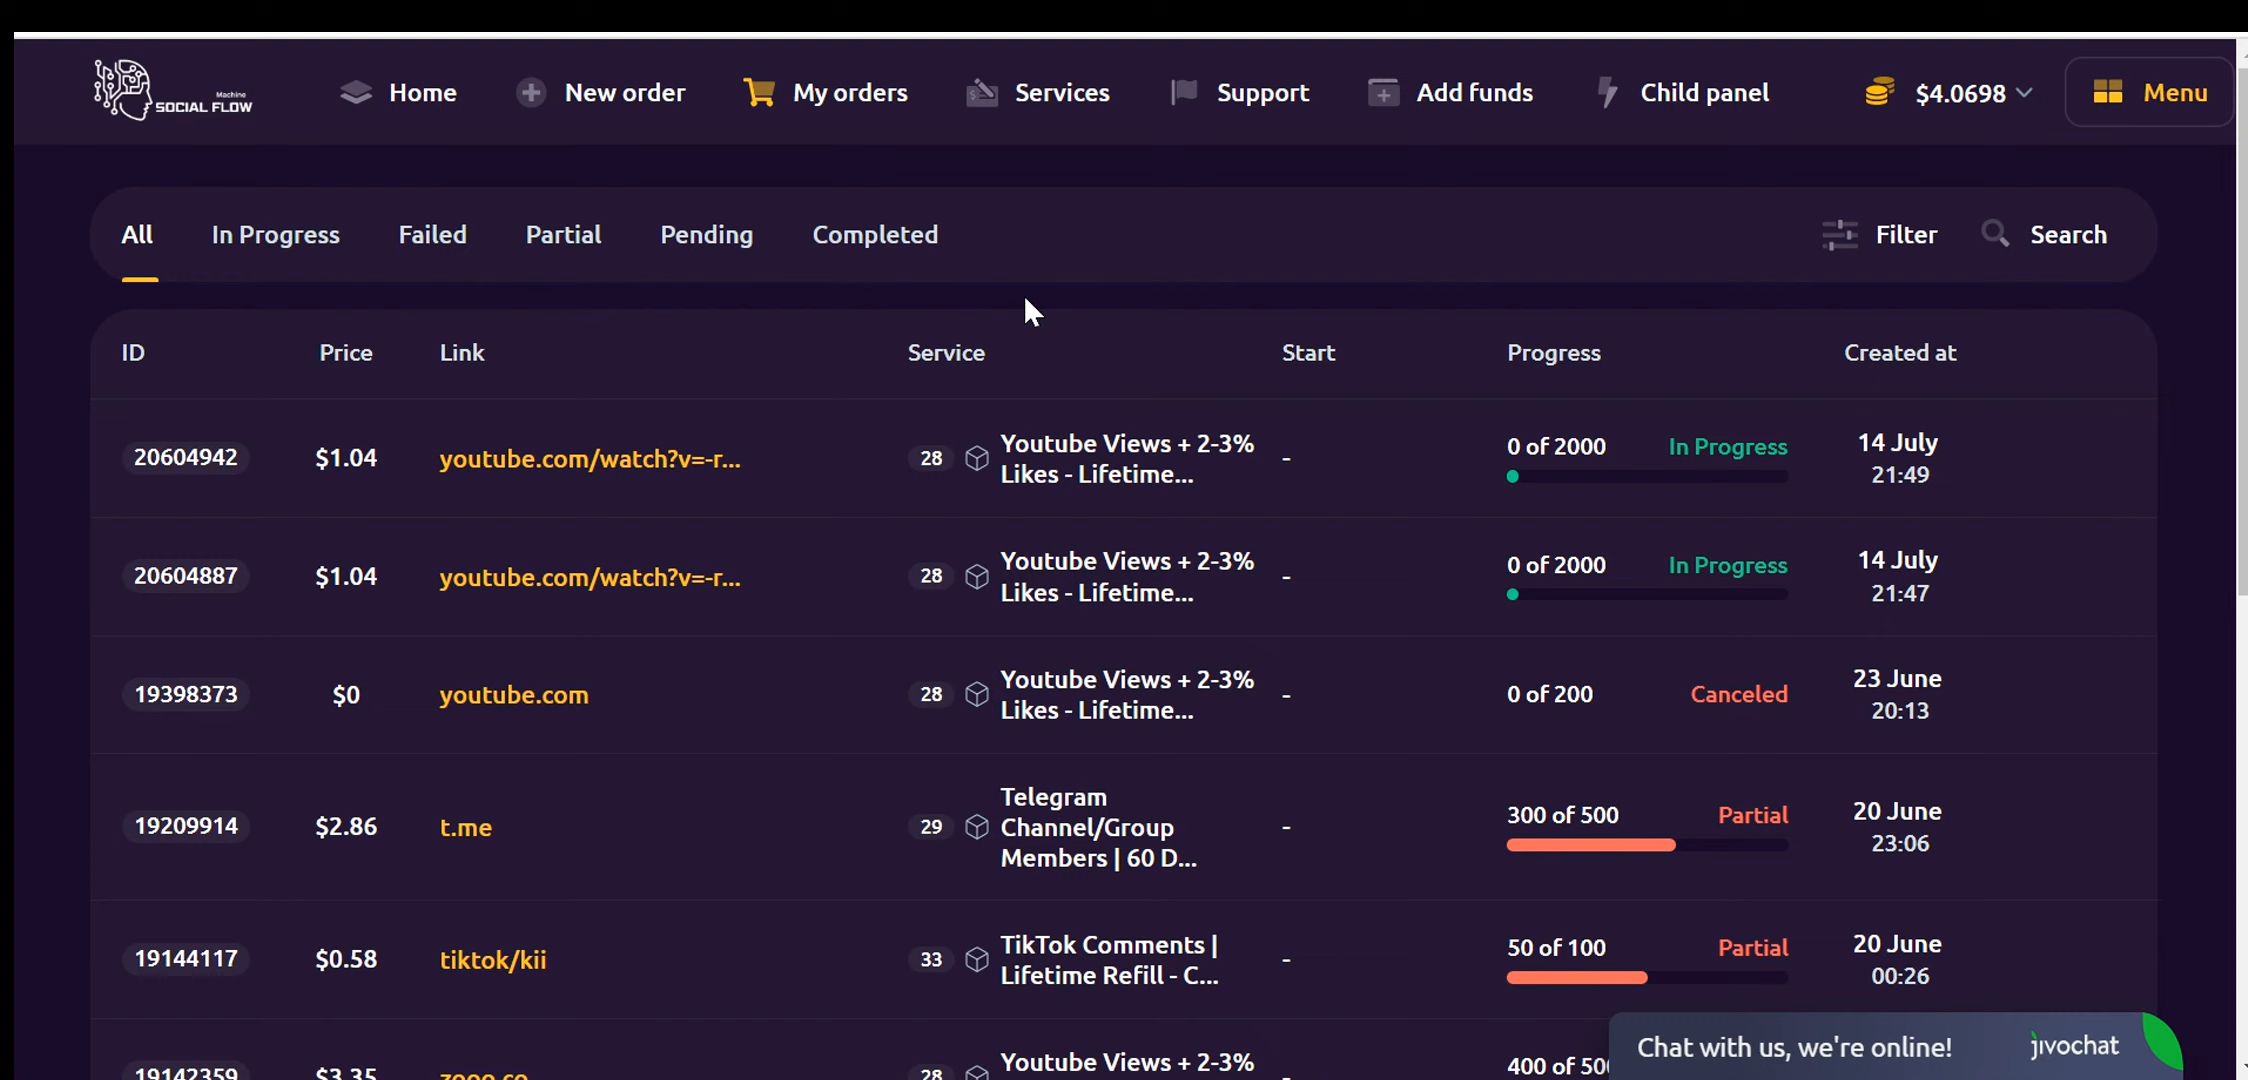 Machine
SOCIAL FLOW
Home New order My orders Services Support Add funds Child panel $4.0698 Menu
All In Progress Failed Partial Pending Completed Filter Search
ID Price Link Service Start Progress Created at
20604942 $1.04 youtube.com/watch?v=-r... 28 Youtube Views + 2-3% - 0 of 2000 In Progress 14 July
Likes - Lifetime... 21:49
20604887 $1.04 youtube.com/watch?v=-r... 28 Youtube Views + 2-3% - 0 of 2000 In Progress 14 July
Likes - Lifetime... 21:47
19398373 $0 youtube.com 28 Youtube Views + 2-3% - 0 of 200 Canceled 23 June
Likes - Lifetime... 20:13
Telegram
19209914 $2.86 t.me 29 Channel/Group - 300 of 500 Partial 20 June
Members | 60 D... 23:06
19144117 $0.58 tiktok/kii 33 TikTok Comments | - 50 of 100 Partial 20 June
Lifetime Refill - C... 00:26
19142359 $3.35 28 Youtube Views + 2-3% - 400 of
Chat with us, we're online! jivochat